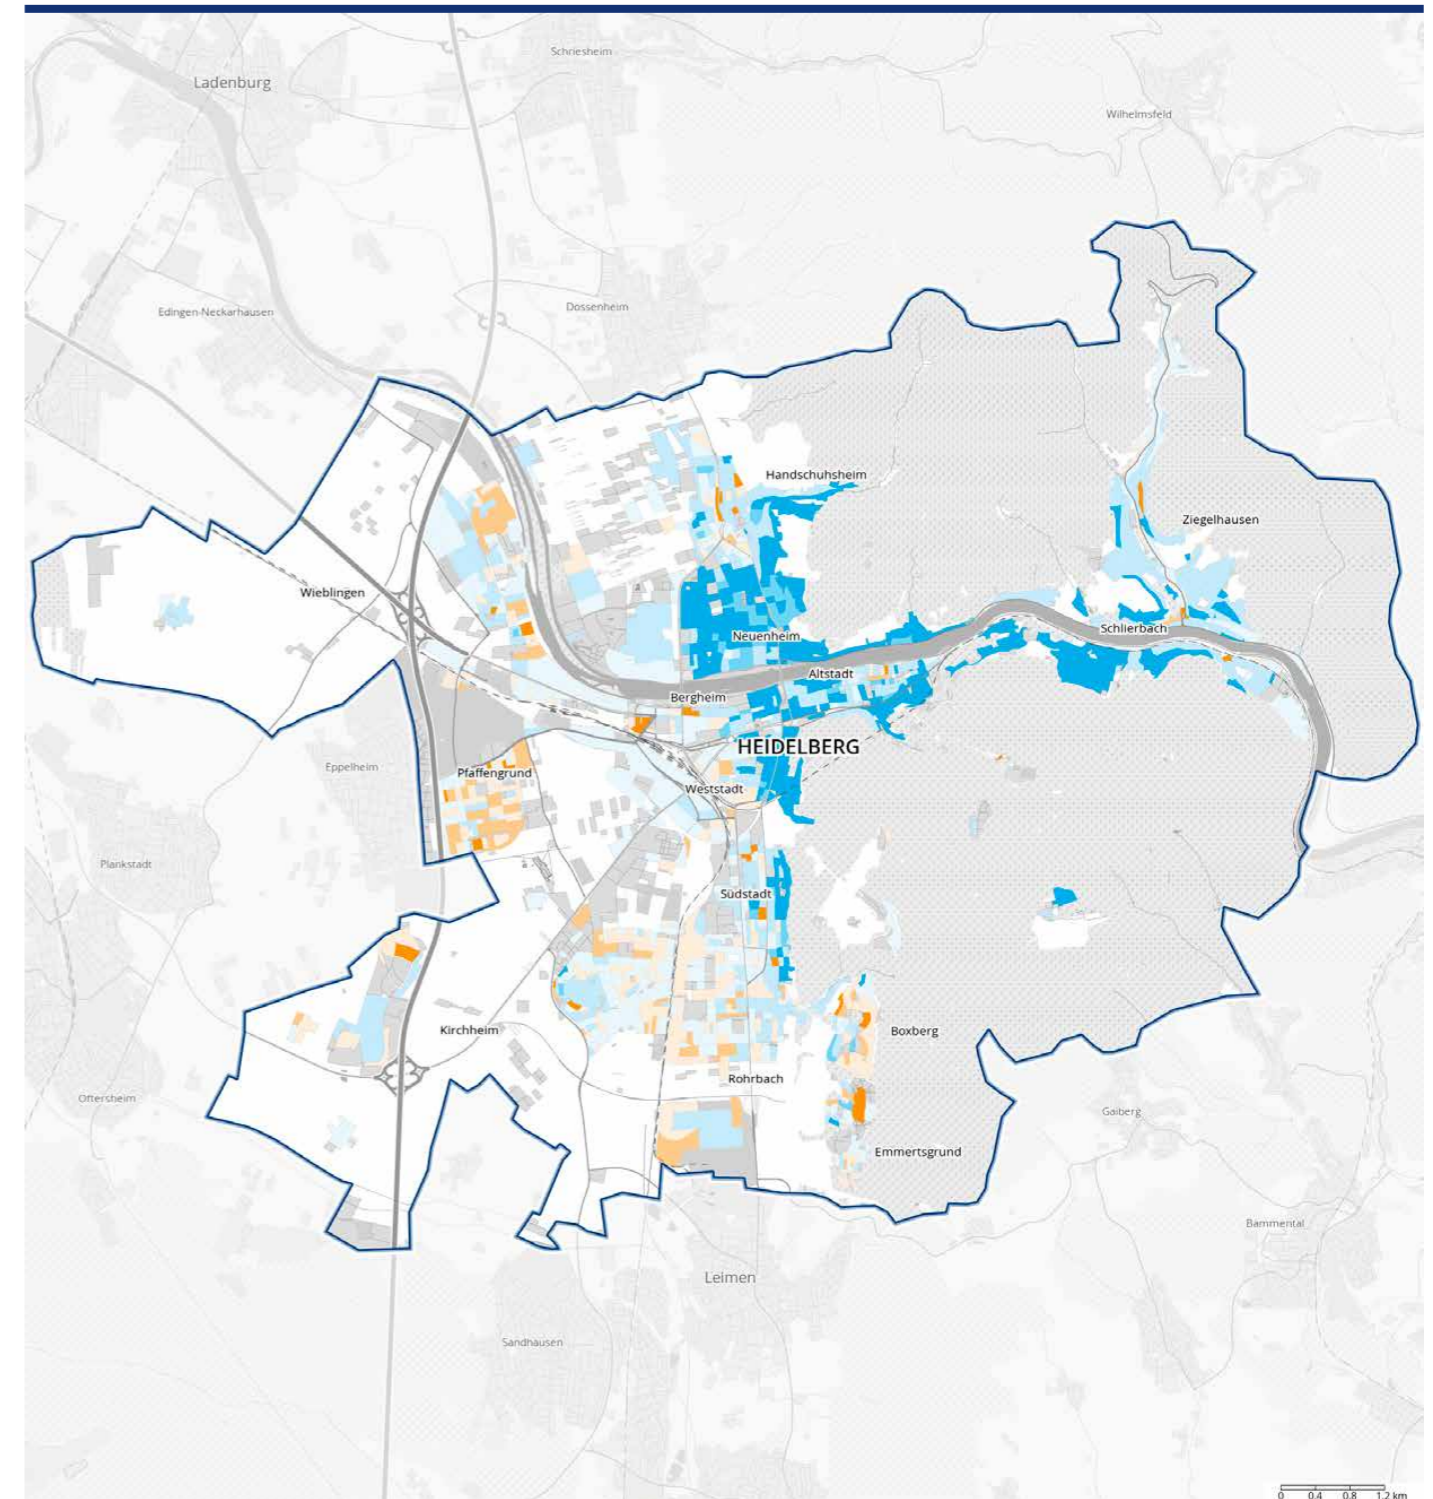 Schriesheim
Ladenburg
Wilhelmsfeld
Edingen-Neckarhausen
Dossenheim
Handschuhsheim
Ziegelhausen
Wieblingen
Schlierbach
Neuenheim
Altstadt
Bergheim
HEIDELBERG
Eppelheim
Pfaffengrund
Weststadt
Plankstadt
Südstadt
Kirchheim
Boxberg
Rohrbach
Oftersheim
Gaiberg
Emmertsgrund
Bammental
Leimen
Sandhausen
0 0.4 0.8 1.2 km